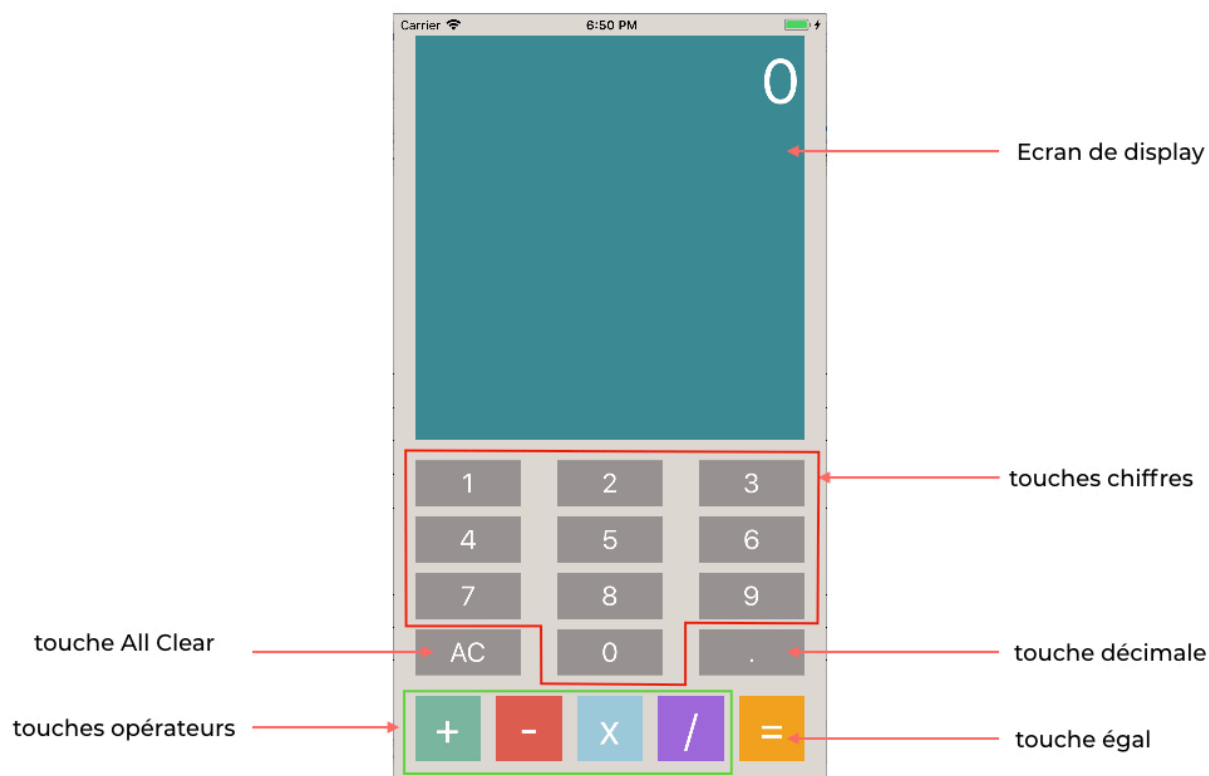 Carrier 6:50 PM
0
Ecran de display
1 2 3
touches chiffres
4 5 6
7 8 9
touche All Clear
AC 0 .
touche décimale
touches opérateurs
+ - x / =
touche égal